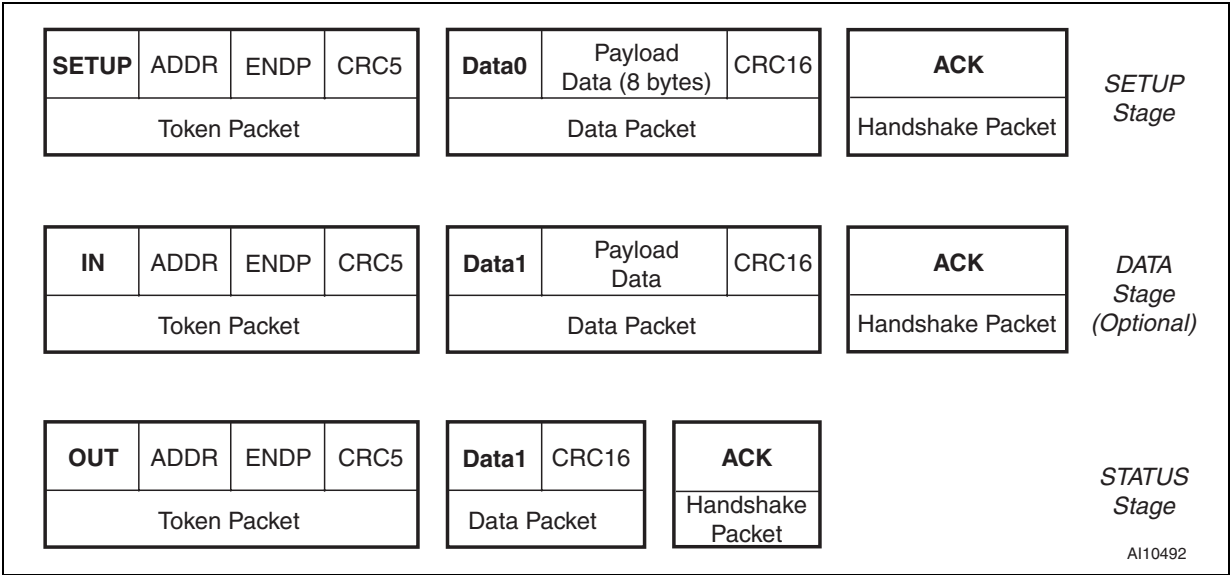 SETUP ADDR ENDP CRC5 Data0 Payload Data (8 bytes) CRC16 ACK SETUP Stage
Token Packet Data Packet Handshake Packet
IN ADDR ENDP CRC5 Data1 Payload Data CRC16 ACK DATA Stage (Optional)
Token Packet Data Packet Handshake Packet
OUT ADDR ENDP CRC5 Data1 CRC16 ACK STATUS Stage
Token Packet Data Packet Handshake Packet
AI10492